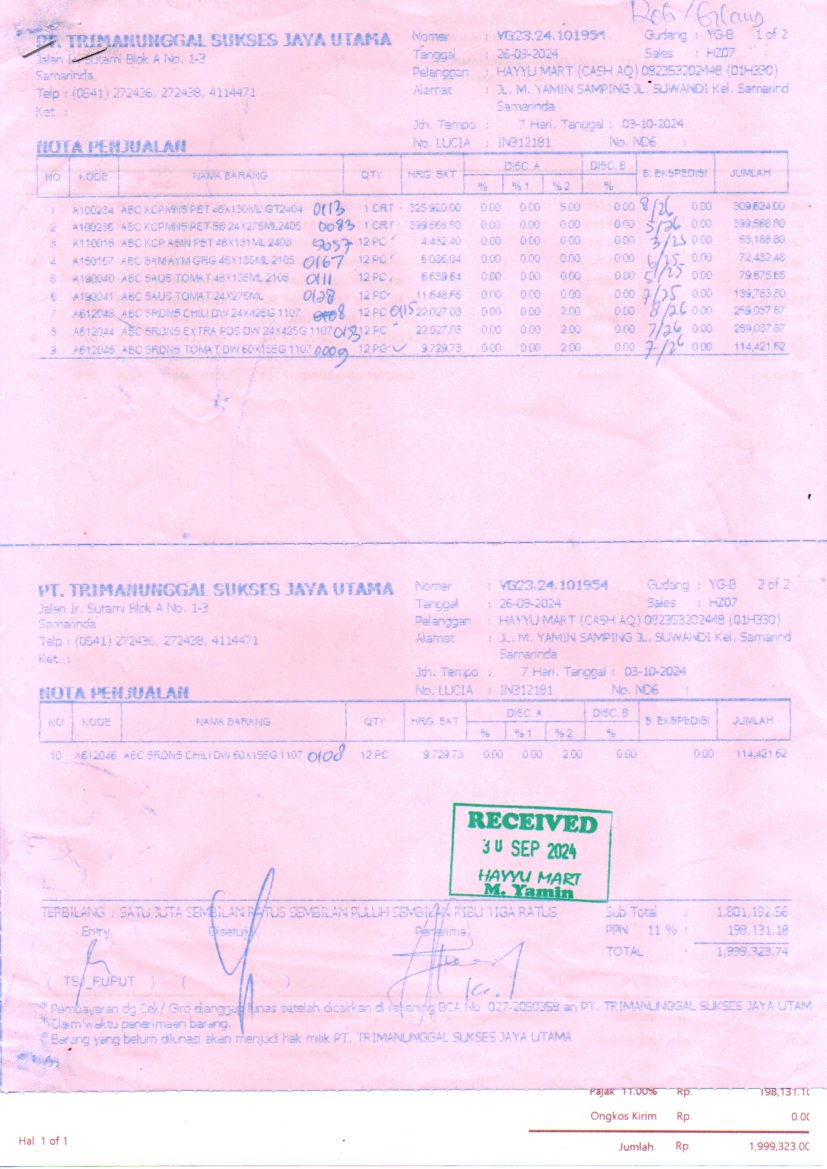 PT. TRIMANUNGGAL SUKSES JAYA UTAMA
Jalan Ir. Sutami Blok A No. 1-3
Samarinda
Telp : (0541) 272436, 272438, 4114471
Ket :
Nomer : VG23.24.101954 Gudang : YG-B 1 of 2
Tanggal : 26-09-2024 Sales : HZ07
Pelanggan : HAYYU MART (CASH AQ) 082353202448 (01H330)
Alamat : JL. M. YAMIN SAMPING JL. SUWANDI Kel. Samarind
Samarinda
Jth. Tempo : 7 Hari. Tanggal : 03-10-2024
No. LUCIA : IN312181 No. ND6 :
NOTA PENJUALAN
NO KODE NAMA BARANG QTY HRG. SAT DISC. A DISC. B B. EKSPEDISI JUMLAH
% % 1 % 2 %
1 A100234 ABC KCPMNS PET 48X130ML GT2404 0113 1 CRT 325.920.00 0.00 0.00 5.00 0.00 8/26 0.00 309,624.00
2 A100235 ABC KCPMNS PET SB 24X275ML2405 0083 1 CRT 399,568.80 0.00 0.00 0.00 0.00 5/26 0.00 399,568.80
3 A110018 ABC KCP ASIN PET 48X131ML 2403 12 PC 4.432.40 0.00 0.00 0.00 0.00 3/25 0.00 53,188.80
4 A150157 ABC SAMAYM GRG 48X135ML 2105 0167 12 PC 6.036.04 0.00 0.00 0.00 0.00 0.00 72,432.48
5 A190040 ABC SAUS TOMAT 48X135ML 2105 0111 12 PC 6.639.64 0.00 0.00 0.00 0.00 0.00 79,675.68
6 A190041 ABC SAUS TOMAT 24X275ML 0128 12 PC 11.648.65 0.00 0.00 0.00 0.00 7/25 0.00 139,783.80
7 A612043 ABC SRDNS CHILI DW 24X425G 1107 12 PC 0115 22.027.03 0.00 0.00 2.00 0.00 8/26 0.00 259,037.87
8 A612044 ABC SRDNS EXTRA PDS DW 24X425G 1107 0153 12 PC 22.027.03 0.00 0.00 2.00 0.00 7/26 0.00 259,037.87
9 A612045 ABC SRDNS TOMAT DW 60X155G 1107 0009 12 PC 9.729.73 0.00 0.00 2.00 0.00 7/26 0.00 114,421.62
PT. TRIMANUNGGAL SUKSES JAYA UTAMA
Jalan Ir. Sutami Blok A No. 1-3
Samarinda
Telp : (0541) 272436, 272438, 4114471
Ket :
Nomer : VG23.24.101954 Gudang : YG-B 2 of 2
Tanggal : 26-09-2024 Sales : HZ07
Pelanggan : HAYYU MART (CASH AQ) 082353202448 (01H330)
Alamat : JL. M. YAMIN SAMPING JL. SUWANDI Kel. Samarind
Samarinda
Jth. Tempo : 7 Hari. Tanggal : 03-10-2024
No. LUCIA : IN312181 No. ND6 :
NOTA PENJUALAN
NO KODE NAMA BARANG QTY HRG. SAT DISC. A DISC. B B. EKSPEDISI JUMLAH
% % 1 % 2 %
10 A612046 ABC SRDNS CHILI DW 60X155G 1107 0108 12 PC 9.729.73 0.00 0.00 2.00 0.00 0.00 114,421.62
RECEIVED
30 SEP 2024
HAYYU MART
M. Yamin
TERBILANG : SATU JUTA SEMBILAN RATUS SEMBILAN PULUH SEMBILAN RIBU TIGA RATUS
Sub Total : 1,801,192.56
PPN 11 % : 198,131.18
TOTAL 1,999,323.74
Entry, Disetujui Penerima,
( TSJ_PUPUT ) ( )
* Pembayaran dg Cek / Giro dianggap lunas setelah dicairkan di rekening BCA No. 027-2050358 an PT. TRIMANUNGGAL SUKSES JAYA UTAM
* Claim waktu penerimaan barang.
* Barang yang belum dilunasi akan menjadi hak milik PT. TRIMANUNGGAL SUKSES JAYA UTAMA
Pajak 11.00% Rp. 198,131.1
Ongkos Kirim Rp. 0.00
Hal. 1 of 1
Jumlah Rp. 1,999,323.00